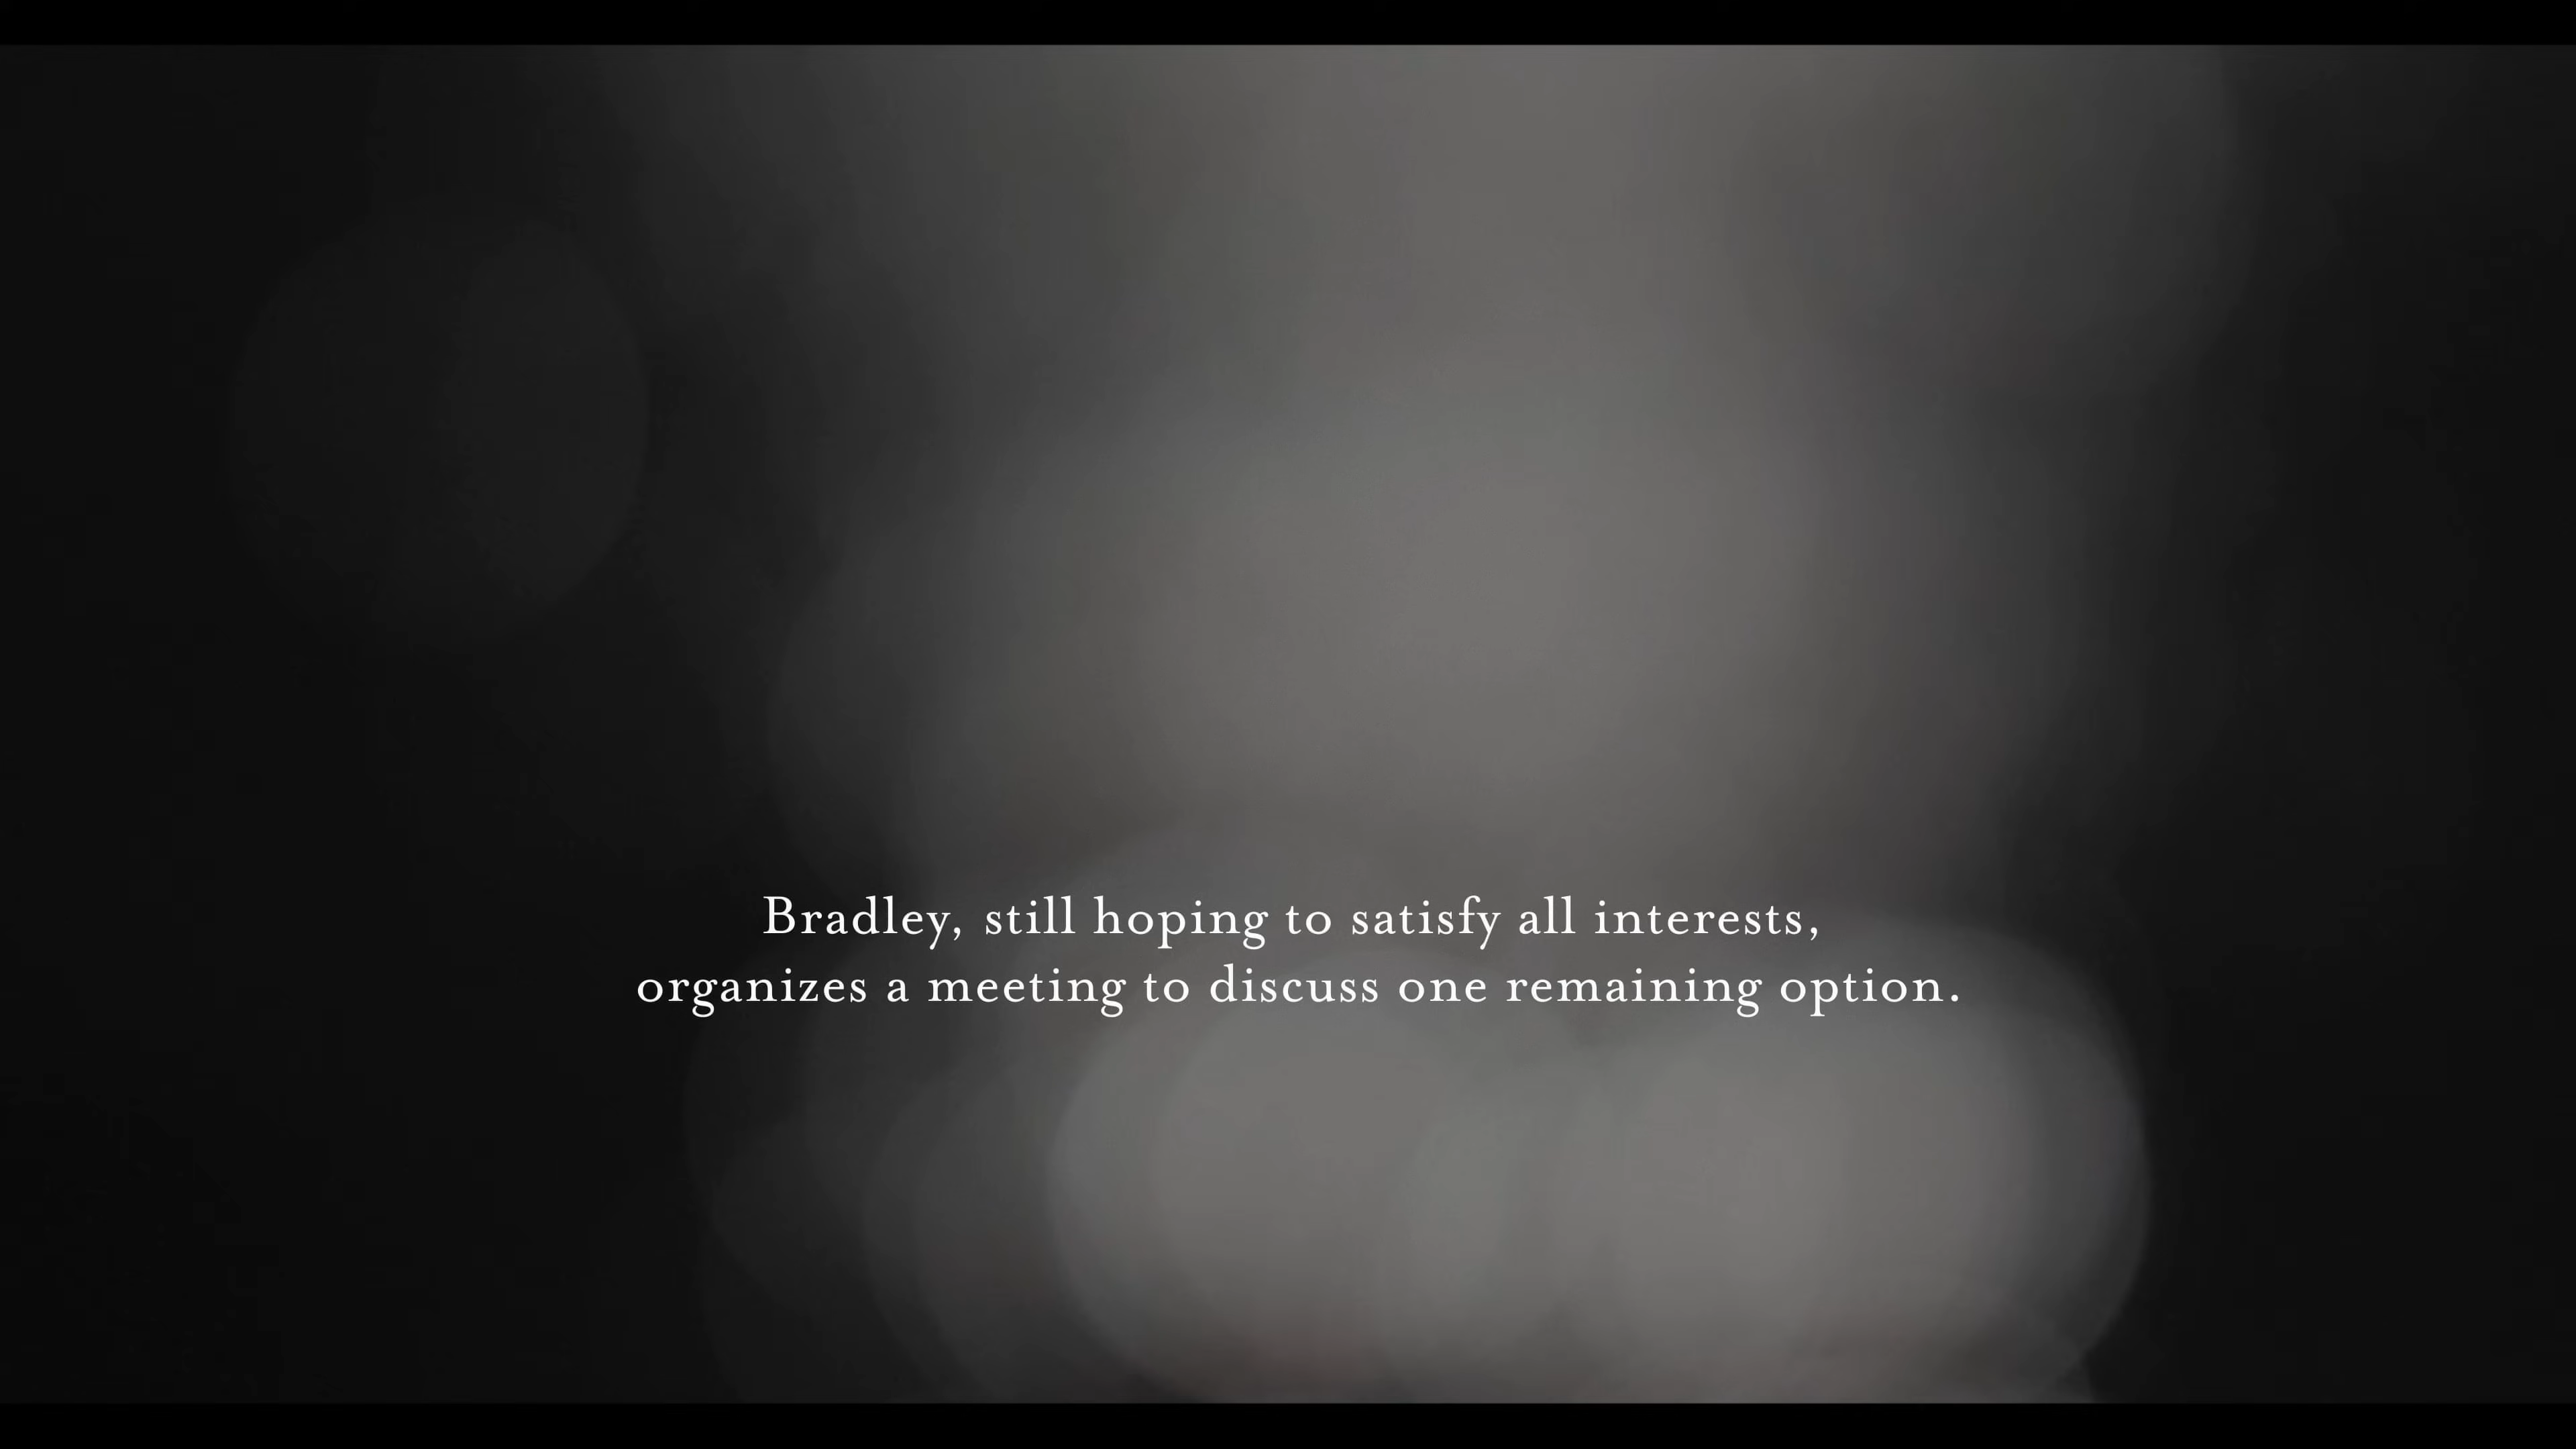 Bradley, still hoping to satisfy all interests,
organizes a meeting to discuss one remaining option.